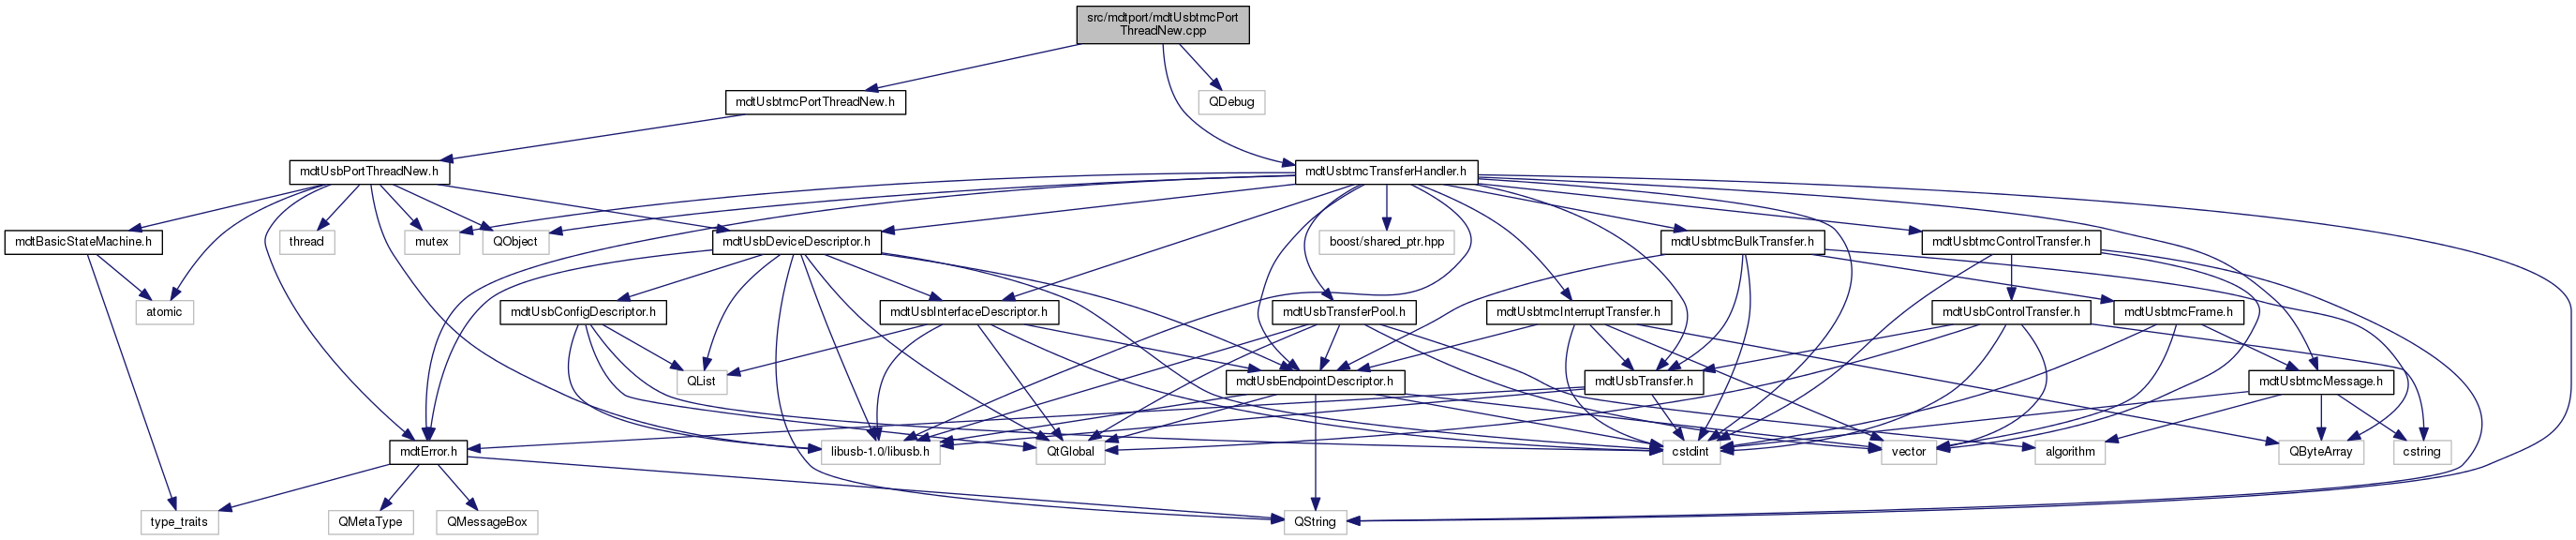 src/mdtport/mdtUsbtmcPort
ThreadNew.cpp
mdtUsbtmcPortThreadNew.h
QDebug
mdtUsbPortThreadNew.h
mdtUsbtmcTransferHandler.h
mdtBasicStateMachine.h
thread
mutex
QObject
mdtUsbDeviceDescriptor.h
boost/shared_ptr.hpp
mdtUsbtmcBulkTransfer.h
mdtUsbtmcControlTransfer.h
atomic
mdtUsbConfigDescriptor.h
mdtUsbInterfaceDescriptor.h
mdtUsbTransferPool.h
mdtUsbtmcInterruptTransfer.h
mdtUsbControlTransfer.h
mdtUsbtmcFrame.h
QList
mdtUsbEndpointDescriptor.h
mdtUsbTransfer.h
mdtUsbtmcMessage.h
mdtError.h
libusb-1.0/libusb.h
QtGlobal
cstdint
vector
algorithm
QByteArray
cstring
type_traits
QMetaType
QMessageBox
QString